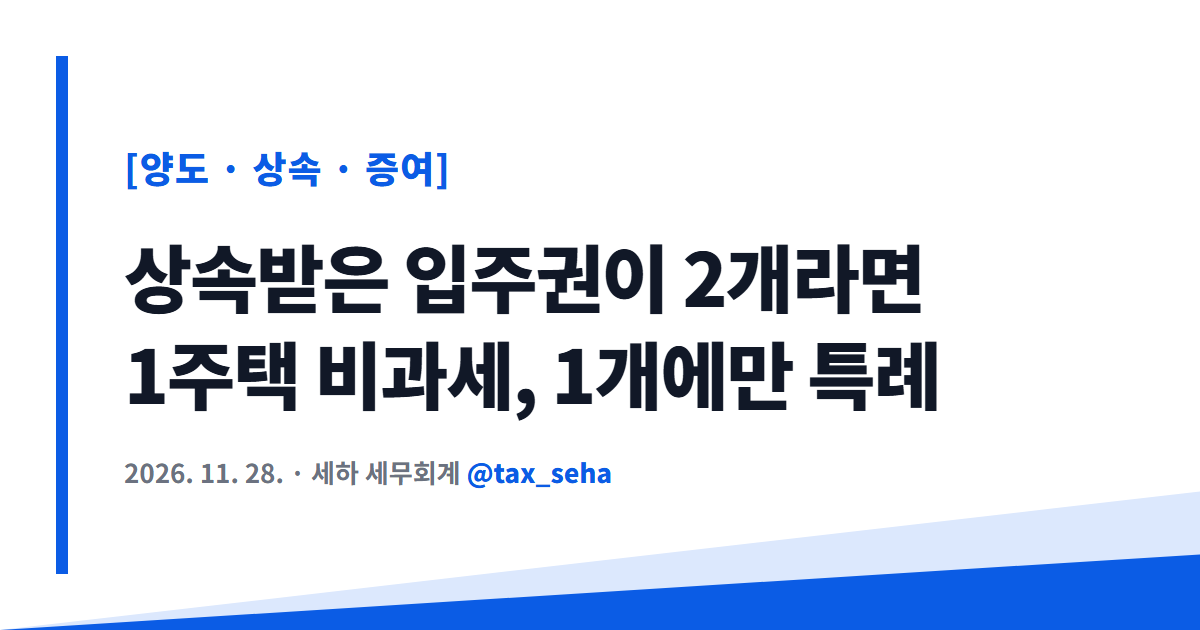 [양도 · 상속 · 증여]
상속받은 입주권이 2개라면
1주택 비과세, 1개에만 특례
2026. 11. 28. · 세하 세무회계 @tax_seha